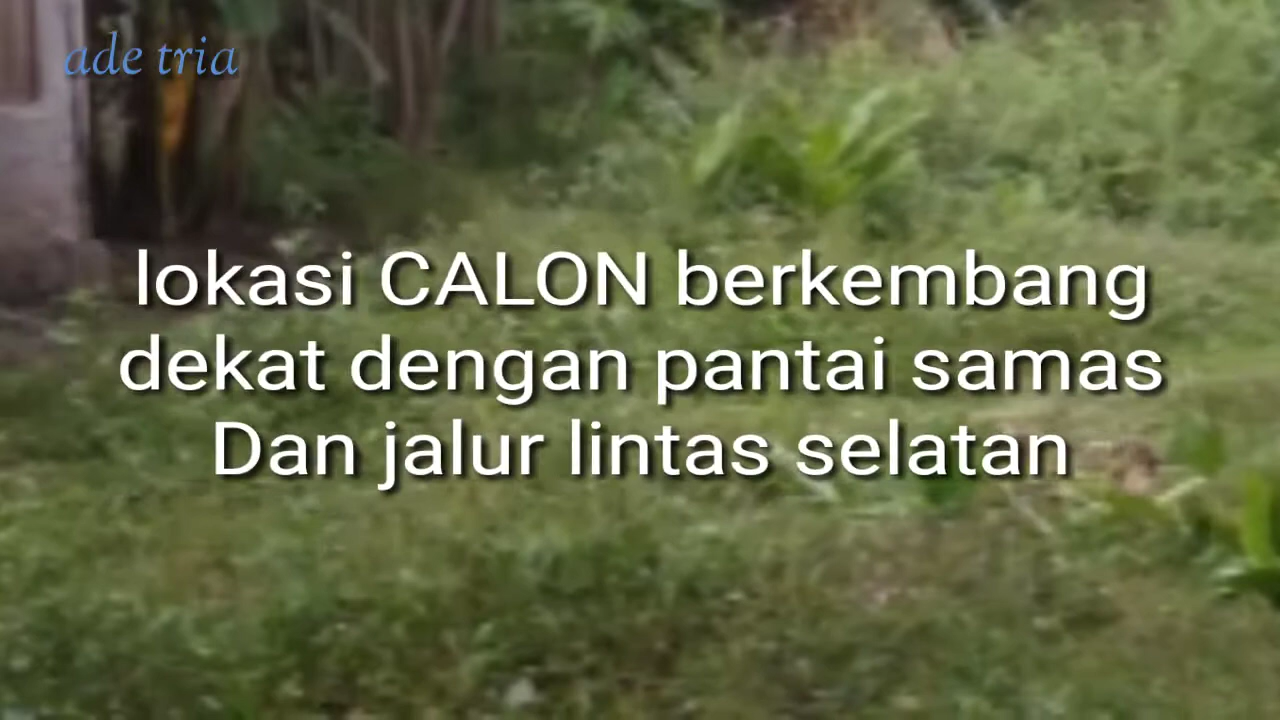 ade tria
lokasi CALON berkembang
dekat dengan pantai samas
Dan jalur lintas selatan